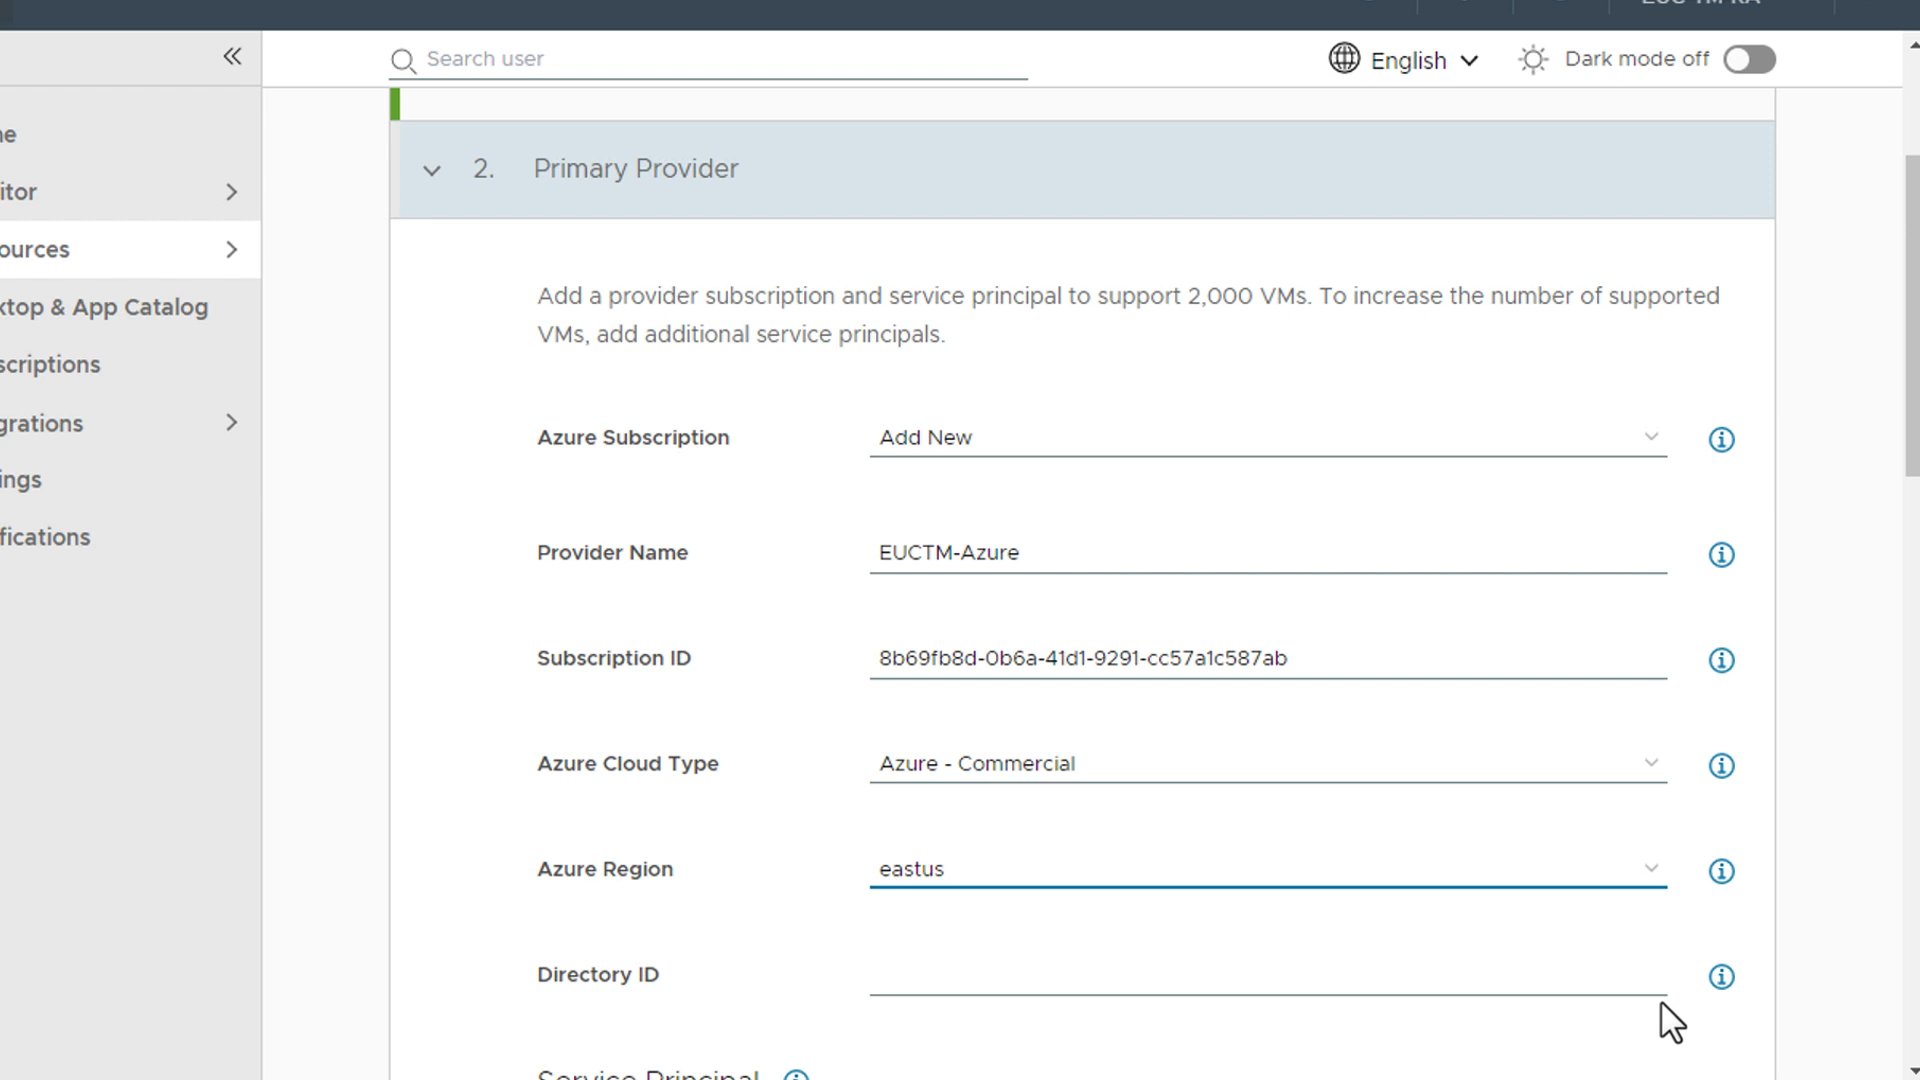 Search user
English
Dark mode off
itor
ources
ktop & App Catalog
scriptions
grations
ings
fications
2. Primary Provider
Add a provider subscription and service principal to support 2,000 VMs. To increase the number of supported
VMs, add additional service principals.
Azure Subscription Add New
Provider Name EUCTM-Azure
Subscription ID 8b69fb8d-0b6a-41d1-9291-cc57a1c587ab
Azure Cloud Type Azure - Commercial
Azure Region eastus
Directory ID
Service Principal